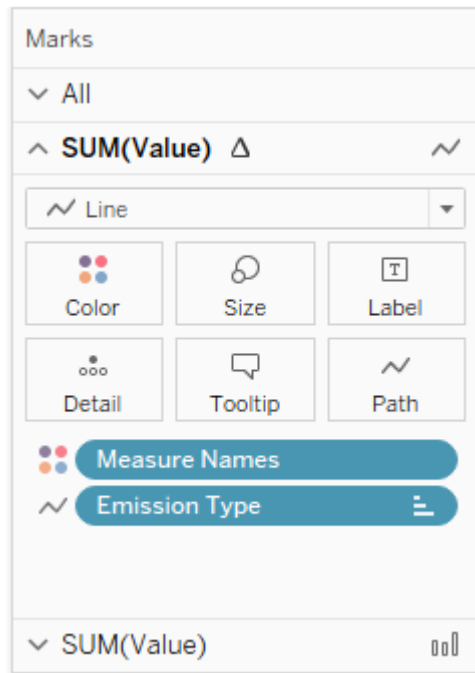 Marks
All
SUM(Value) Δ
Line
Color Size Label
Detail Tooltip Path
Measure Names
Emission Type
SUM(Value)